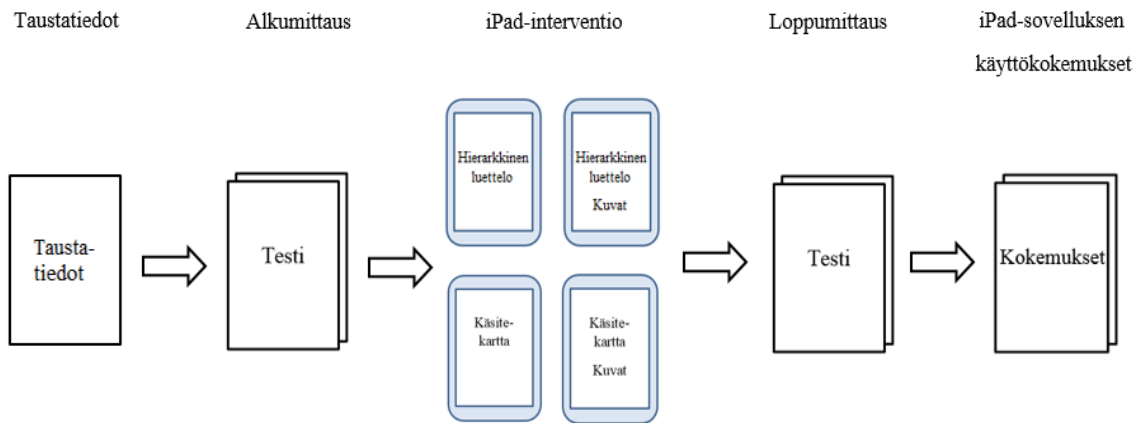 Taustatiedot
Alkumittaus
iPad-interventio
Loppumittaus
iPad-sovelluksen
käyttökokemukset
Tausta-
tiedot
Testi
Hierarkkinen
luettelo
Hierarkkinen
luettelo
Kuvat
Käsite-
kartta
Käsite-
kartta
Kuvat
Testi
Kokemukset